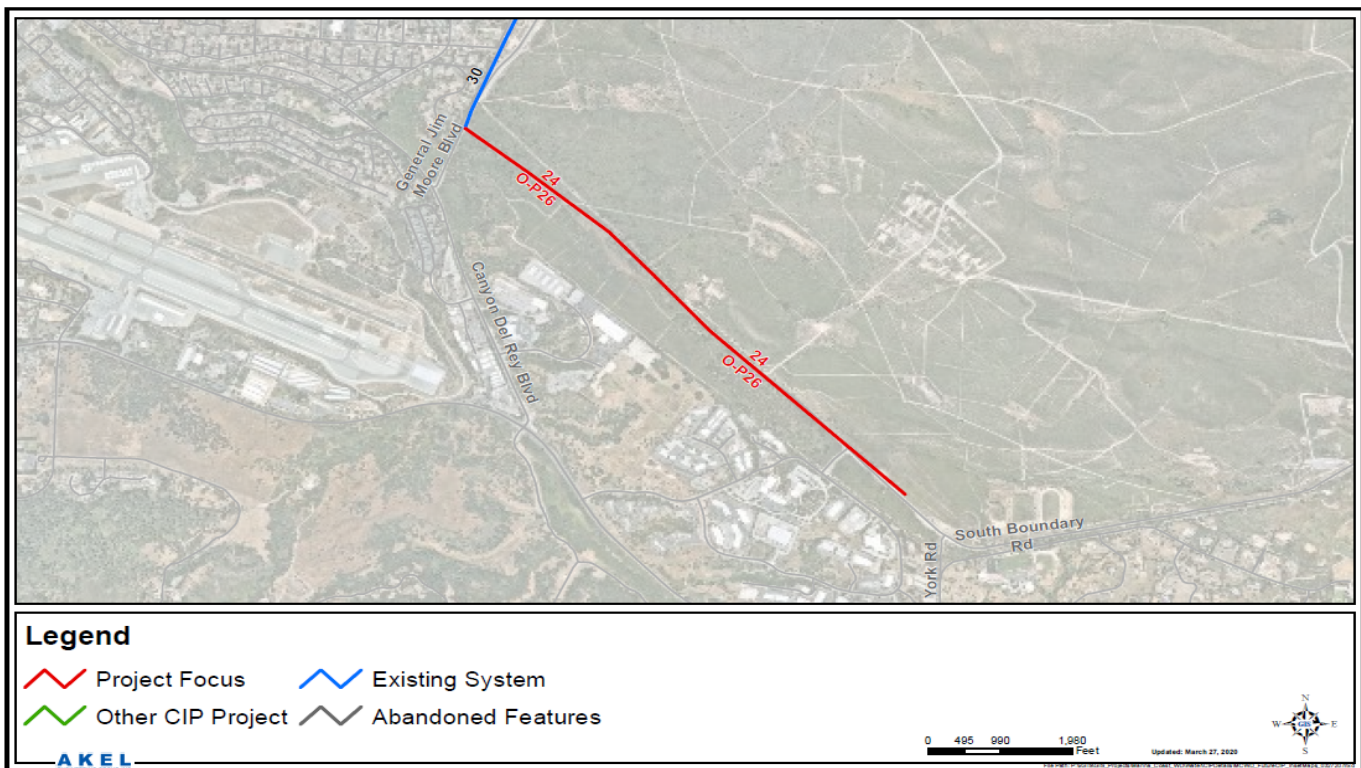 30
General Jim
Moore Blvd
24
O-P26
Canyon Del Rey Blvd
24
O-P26
South Boundary
Rd
York Rd
Legend
Project Focus
Existing System
Other CIP Project
Abandoned Features
N
W
GIS
E
S
0 495 990 1,980
Feet
Updated: March 27, 2020
AKEL